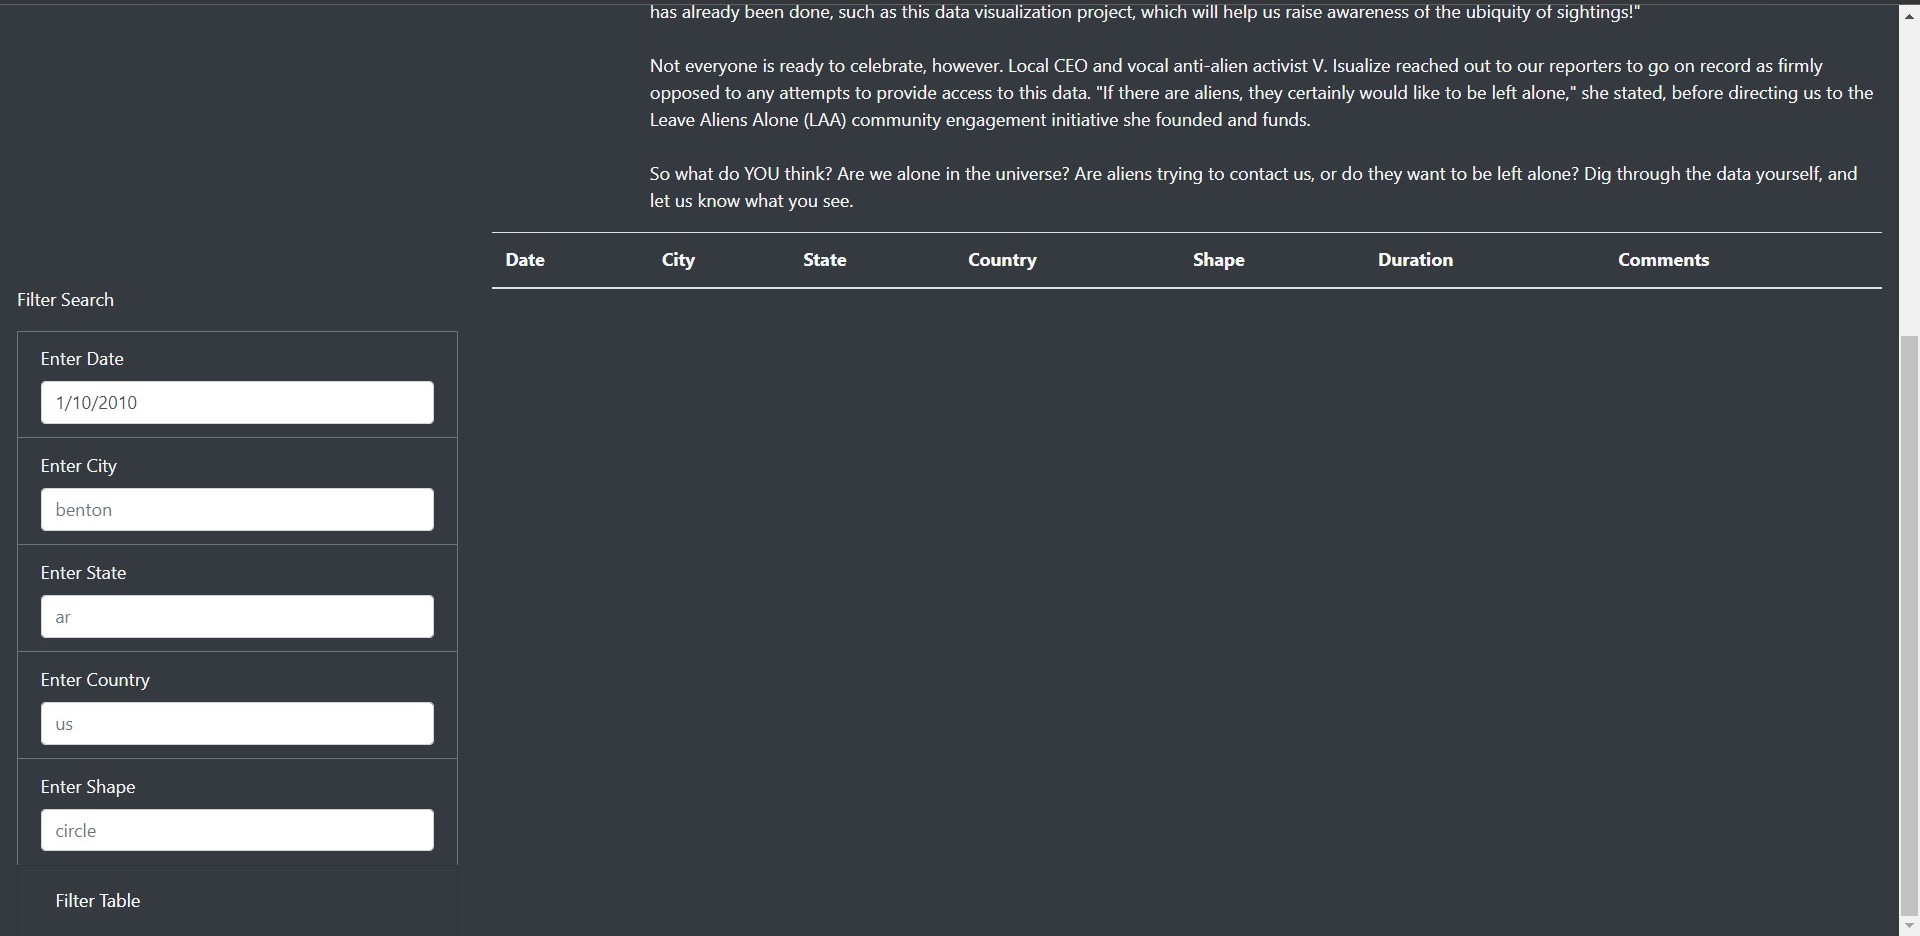 has already been done, such as this data visualization project, which will help us raise awareness of the ubiquity of sightings!"
Not everyone is ready to celebrate, however. Local CEO and vocal anti-alien activist V. Isualize reached out to our reporters to go on record as firmly
opposed to any attempts to provide access to this data. "If there are aliens, they certainly would like to be left alone," she stated, before directing us to the
Leave Aliens Alone (LAA) community engagement initiative she founded and funds.
So what do YOU think? Are we alone in the universe? Are aliens trying to contact us, or do they want to be left alone? Dig through the data yourself, and
let us know what you see.
Date City State Country Shape Duration Comments
Filter Search
Enter Date
1/10/2010
Enter City
benton
Enter State
ar
Enter Country
us
Enter Shape
circle
Filter Table